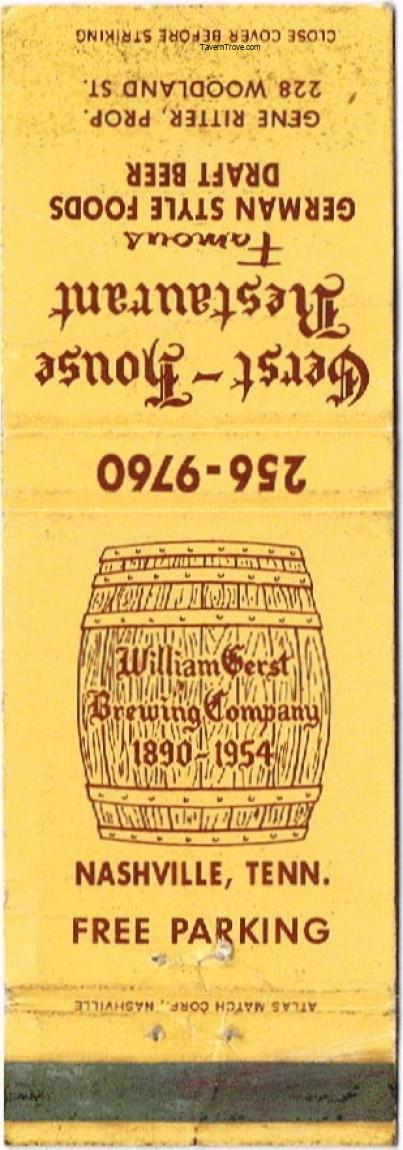 CLOSE COVER BEFORE STRIKING
TavernTrove.com
228 WOODLAND ST.
GENE RITTER, PROP.
DRAFT BEER
GERMAN STYLE FOODS
Famous
Restaurant
Gerst-House
256-9760
William Gerst
Brewing Company
1890-1954
NASHVILLE, TENN.
FREE PARKING
ATLAS MATCH CORP., NASHVILLE